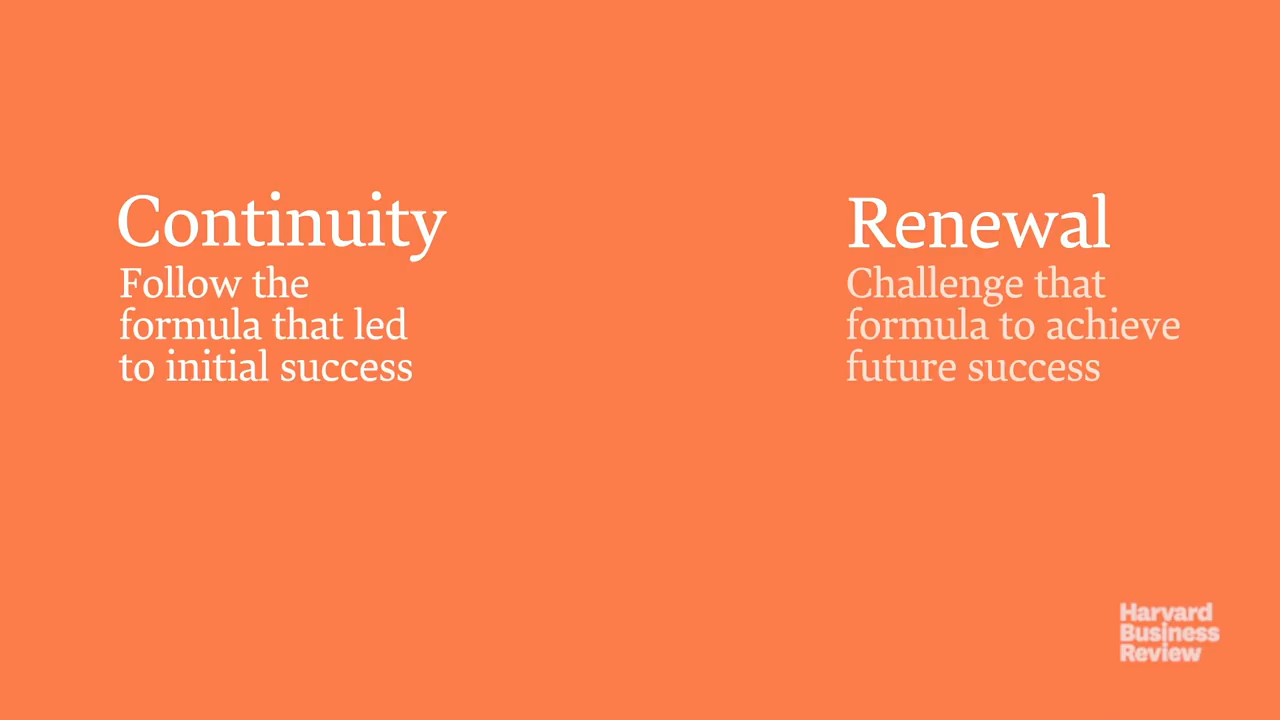 Continuity
Follow the
formula that led
to initial success
Renewal
Challenge that
formula to achieve
future success
Harvard
Business
Review